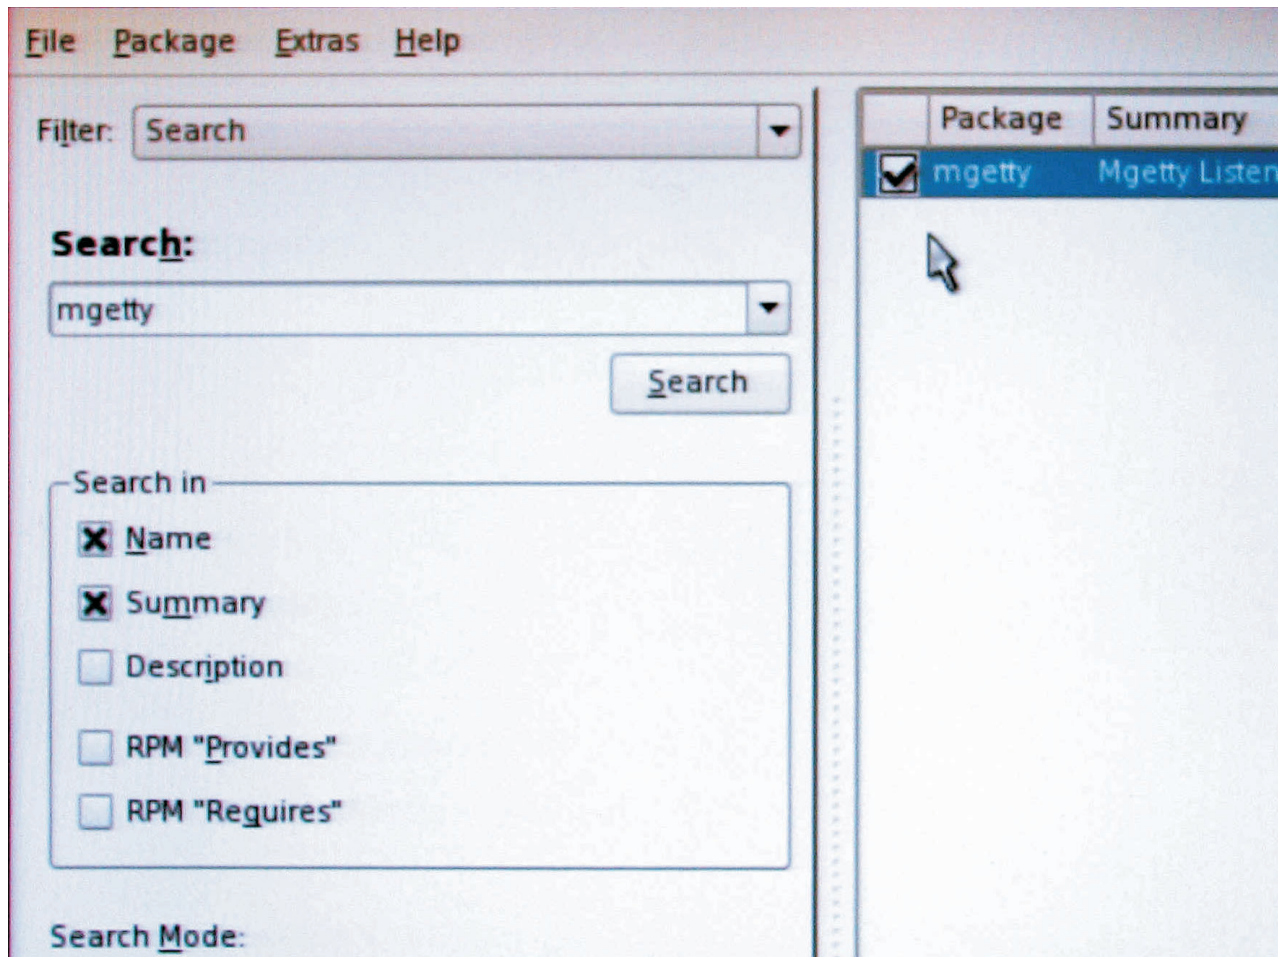 File Package Extras Help
Filter: Search
Search:
mgetty
Search
Search in
Name
Summary
Description
RPM "Provides"
RPM "Requires"
Search Mode:
Package Summary
mgetty Mgetty Listen